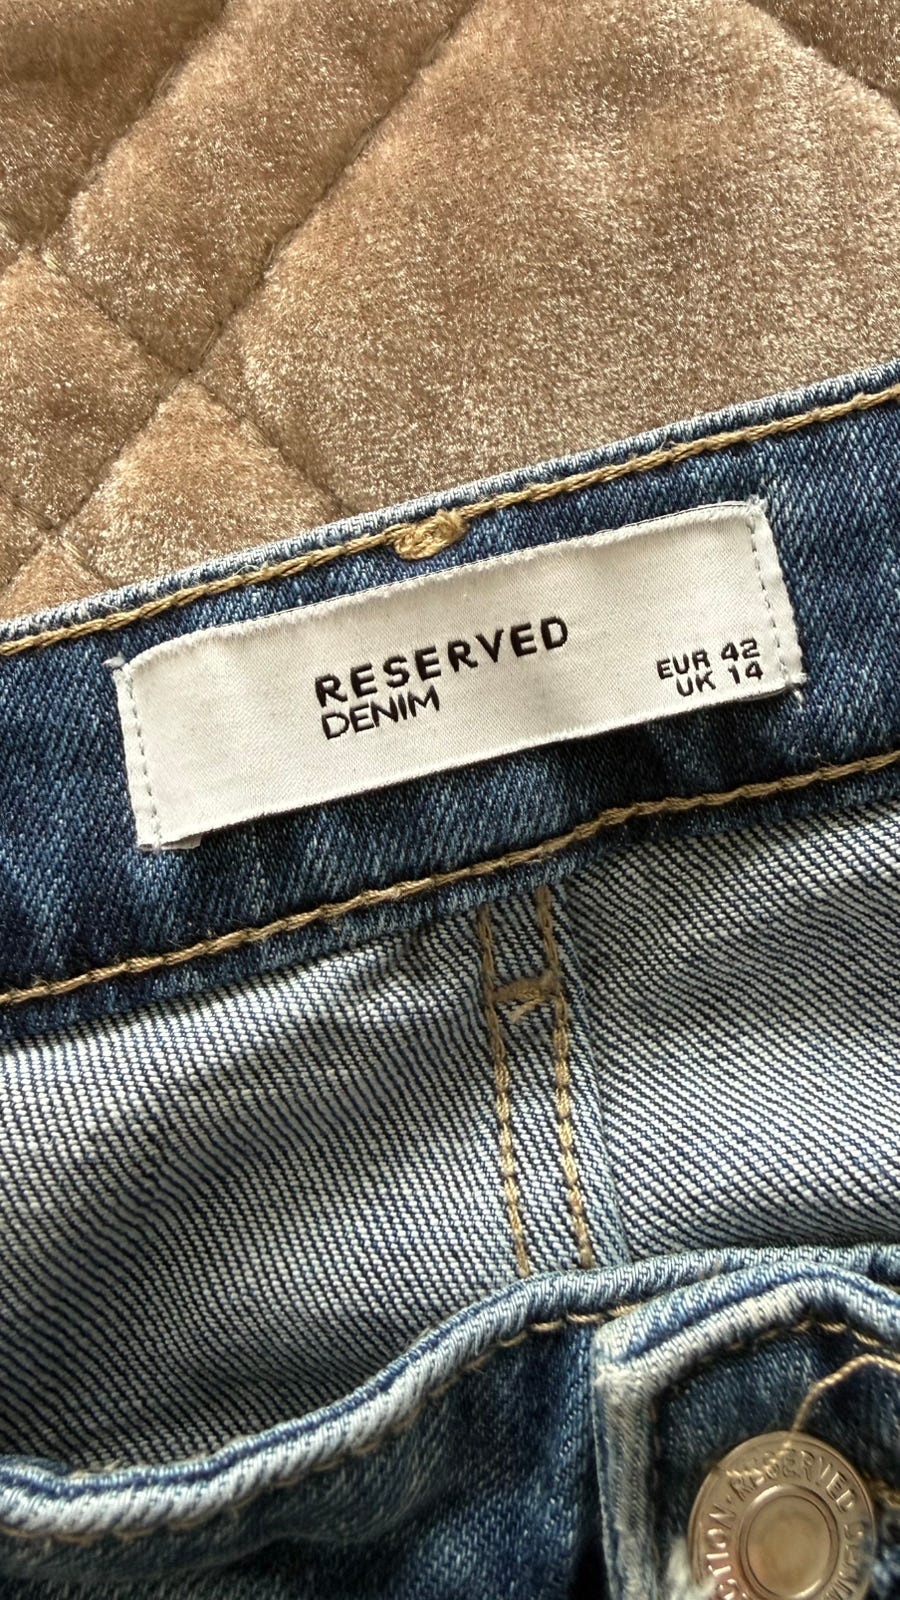 RESERVED
DENIM
EUR 42
UK 14
RESERVED